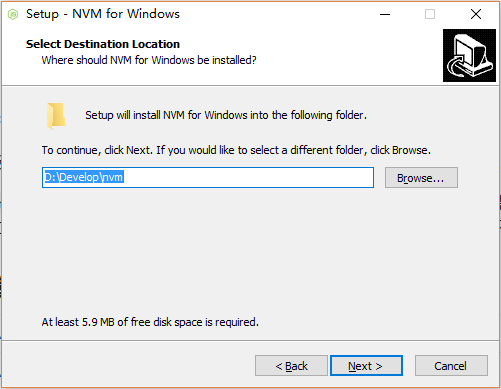 Setup - NVM for Windows
Select Destination Location
Where should NVM for Windows be installed?
Setup will install NVM for Windows into the following folder.
To continue, click Next. If you would like to select a different folder, click Browse.
D:\Develop\nvm
Browse...
At least 5.9 MB of free disk space is required.
< Back
Next >
Cancel